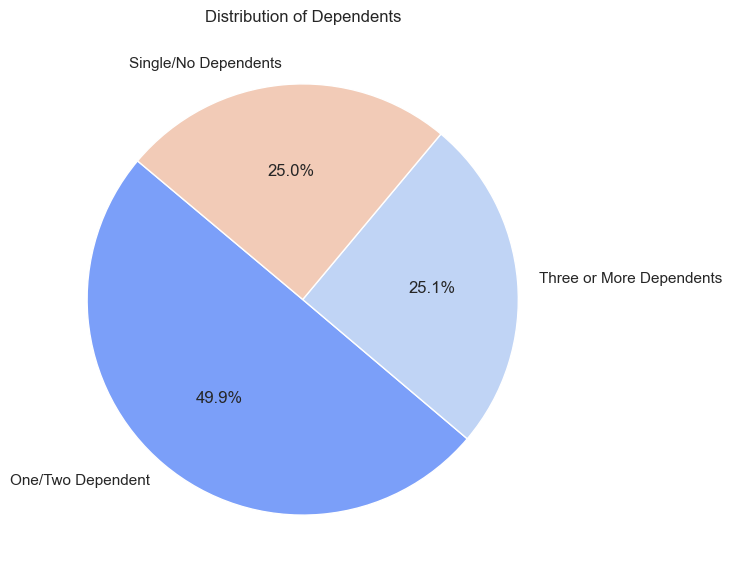 Distribution of Dependents
Single/No Dependents
25.0%
Three or More Dependents
25.1%
49.9%
One/Two Dependent